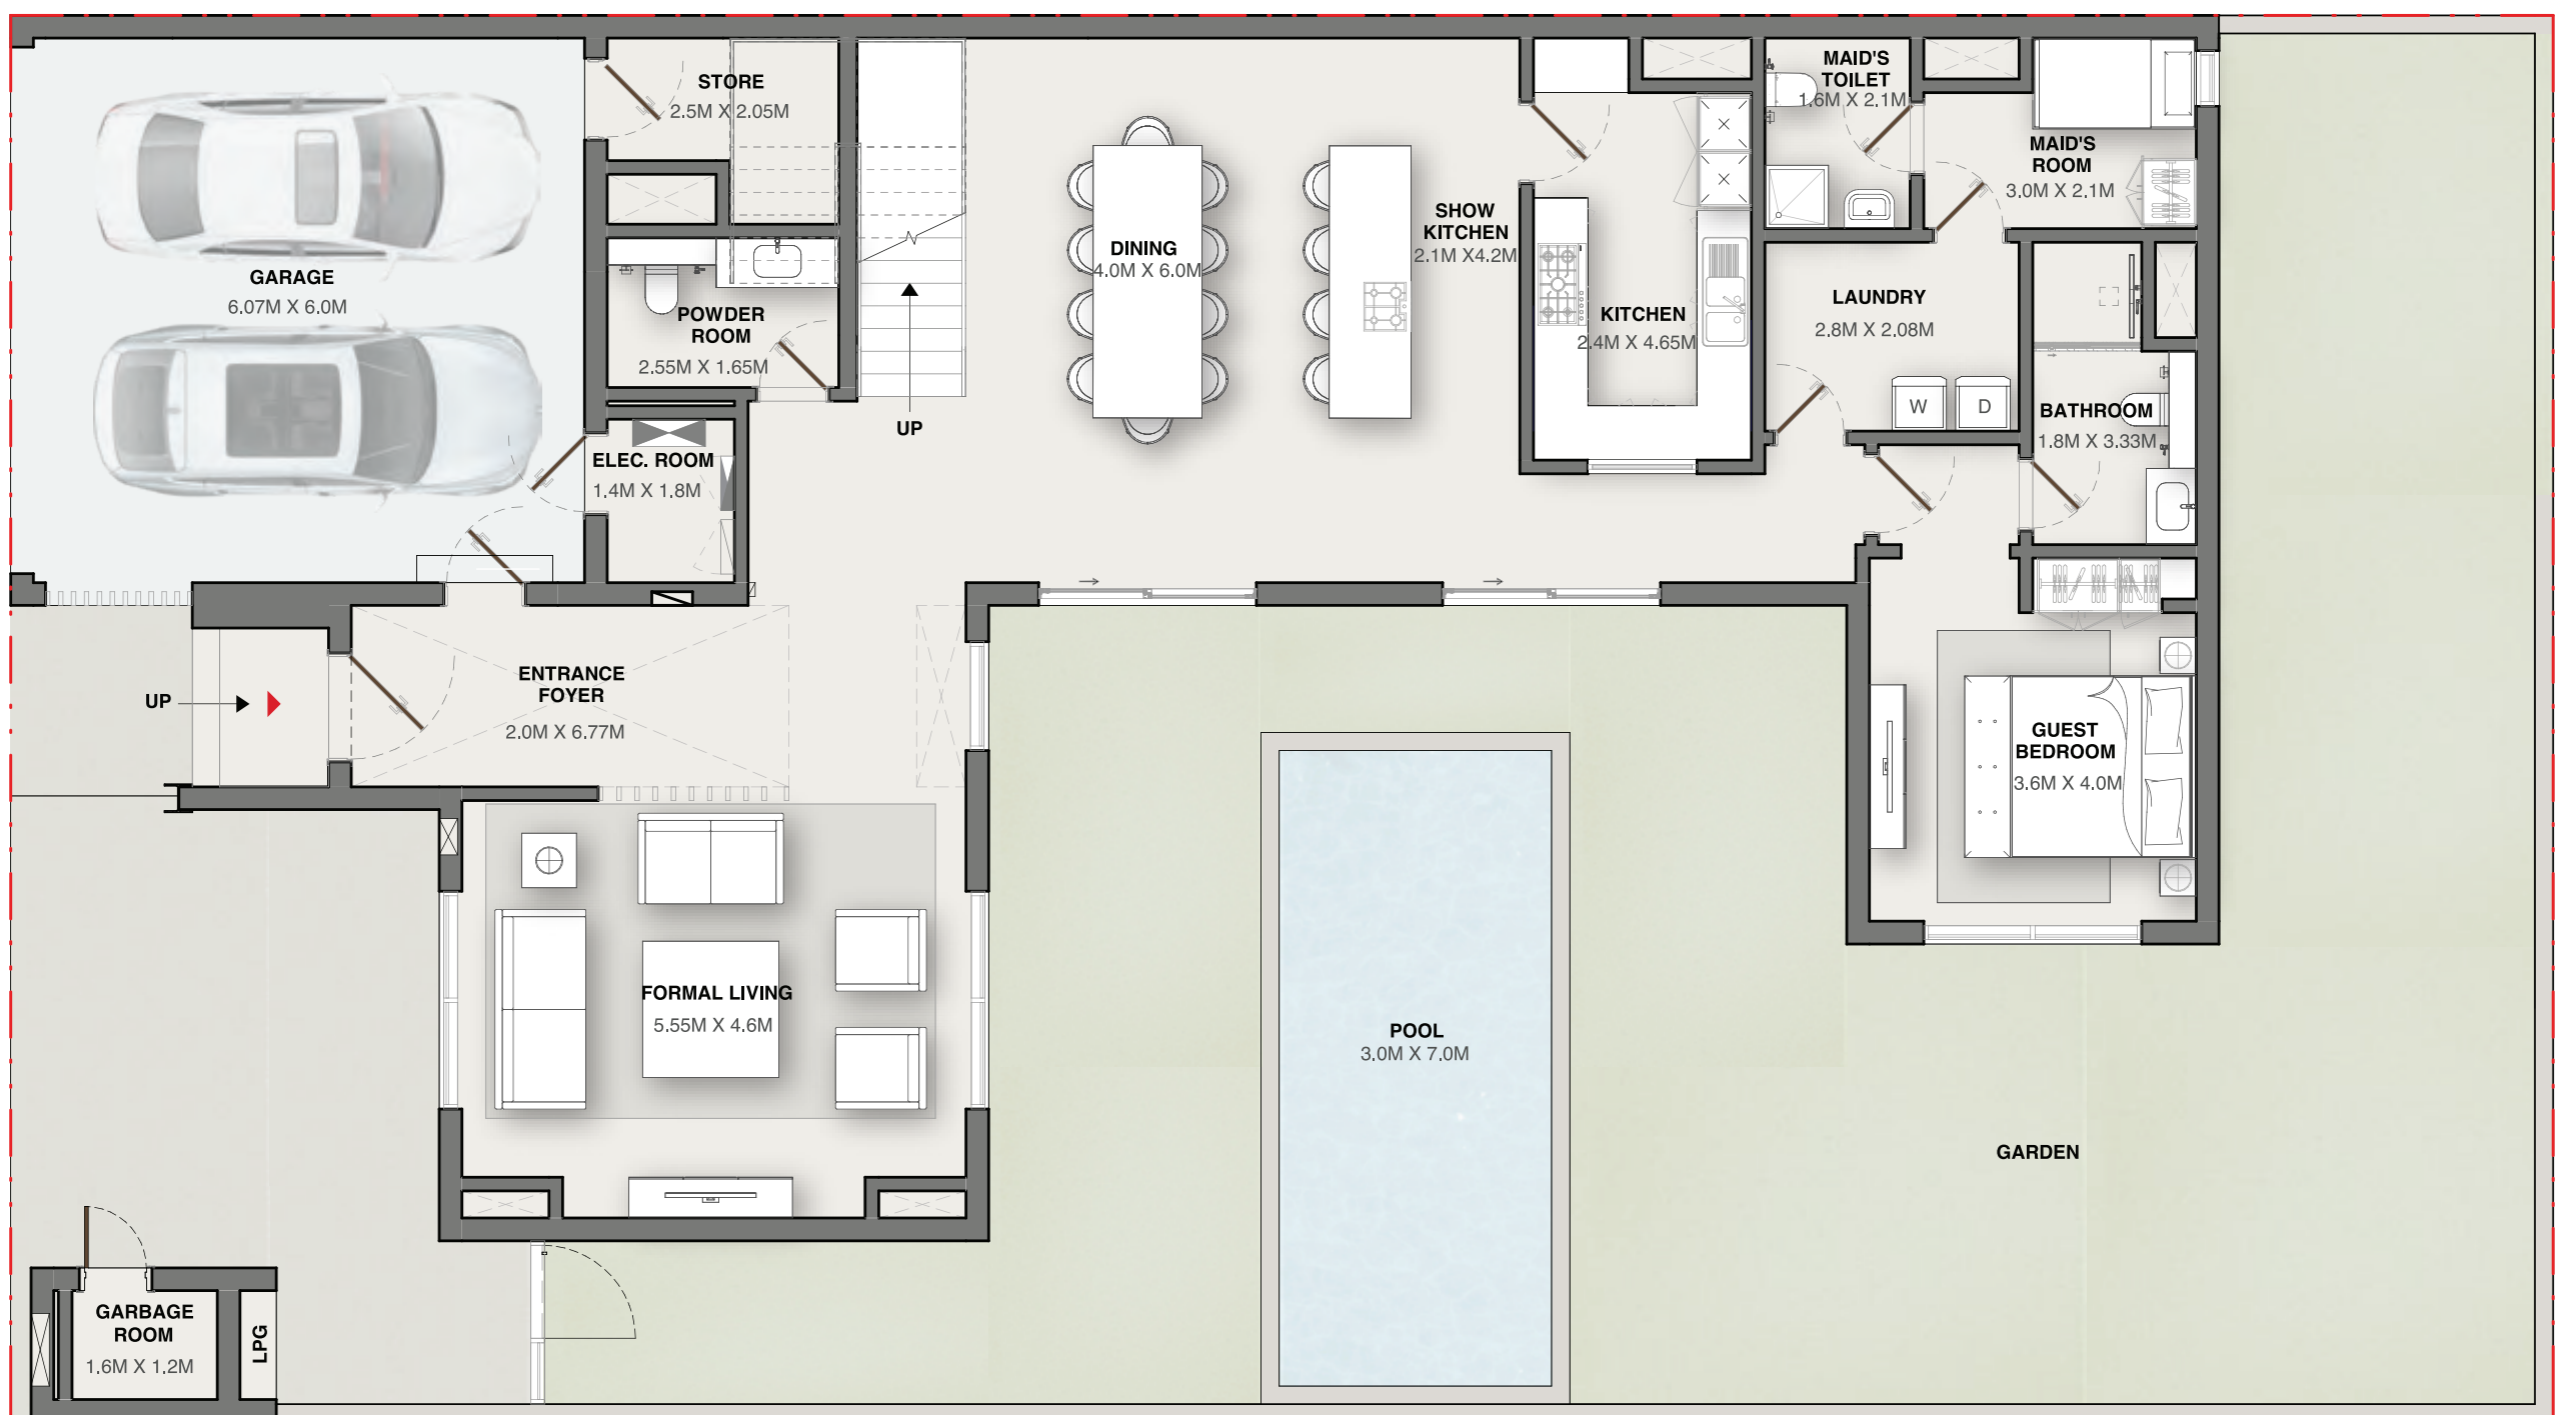 STORE
2.5M X 2.05M
GARAGE
6.07M X 6.0M
POWDER
ROOM
2.55M X 1.65M
UP
ELEC. ROOM
1.4M X 1.8M
DINING
4.0M X 6.0M
SHOW
KITCHEN
2.1M X4.2M
KITCHEN
2.4M X 4.65M
MAID'S
TOILET
1.6M X 2.1M
MAID'S
ROOM
3.0M X 2.1M
LAUNDRY
2.8M X 2.08M
W
D
BATHROOM
1.8M X 3.33M
UP
ENTRANCE
FOYER
2.0M X 6.77M
GUEST
BEDROOM
3.6M X 4.0M
FORMAL LIVING
5.55M X 4.6M
POOL
3.0M X 7.0M
GARDEN
GARBAGE
ROOM
1.6M X 1.2M
LPG